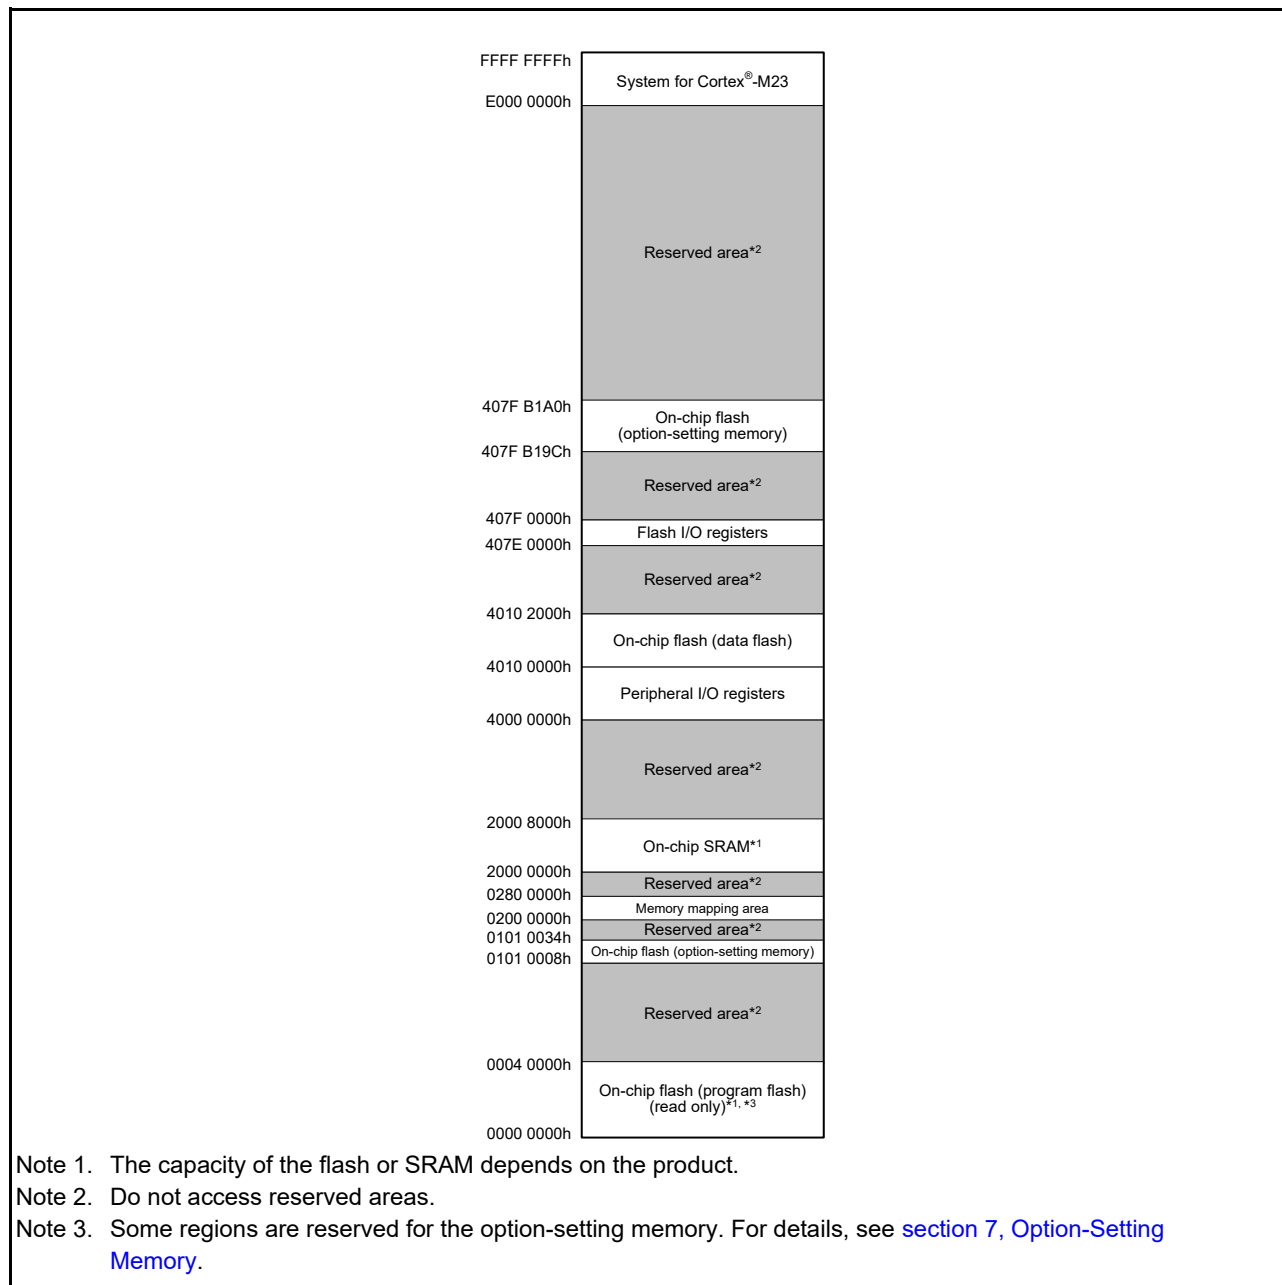 FFFF FFFFh
System for Cortex®-M23
E000 0000h
Reserved area*2
407F B1A0h
On-chip flash
(option-setting memory)
407F B19Ch
Reserved area*2
407F 0000h
Flash I/O registers
407E 0000h
Reserved area*2
4010 2000h
On-chip flash (data flash)
4010 0000h
Peripheral I/O registers
4000 0000h
Reserved area*2
2000 8000h
On-chip SRAM*1
2000 0000h
Reserved area*2
0280 0000h
Memory mapping area
0200 0000h
Reserved area*2
0101 0034h
On-chip flash (option-setting memory)
0101 0008h
Reserved area*2
0004 0000h
On-chip flash (program flash)
(read only)*1, *3
0000 0000h
Note 1. The capacity of the flash or SRAM depends on the product.
Note 2. Do not access reserved areas.
Note 3. Some regions are reserved for the option-setting memory. For details, see section 7, Option-Setting
Memory.